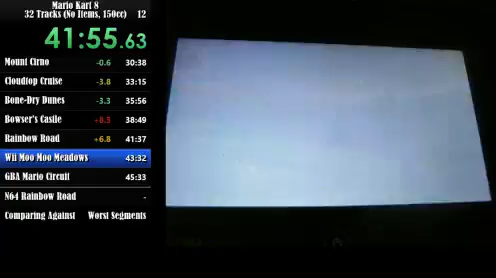 Mario Kart 8
32 Tracks (No Items, 150cc) 12
41:55.63
Mount Cirno -0.6 30:38
Cloudtop Cruise -3.8 33:15
Bone-Dry Dunes -3.3 35:56
Bowser's Castle +8.5 38:49
Rainbow Road +6.8 41:37
Wii Moo Moo Meadows 43:32
GBA Mario Circuit 45:33
N64 Rainbow Road -
Comparing Against Worst Segments